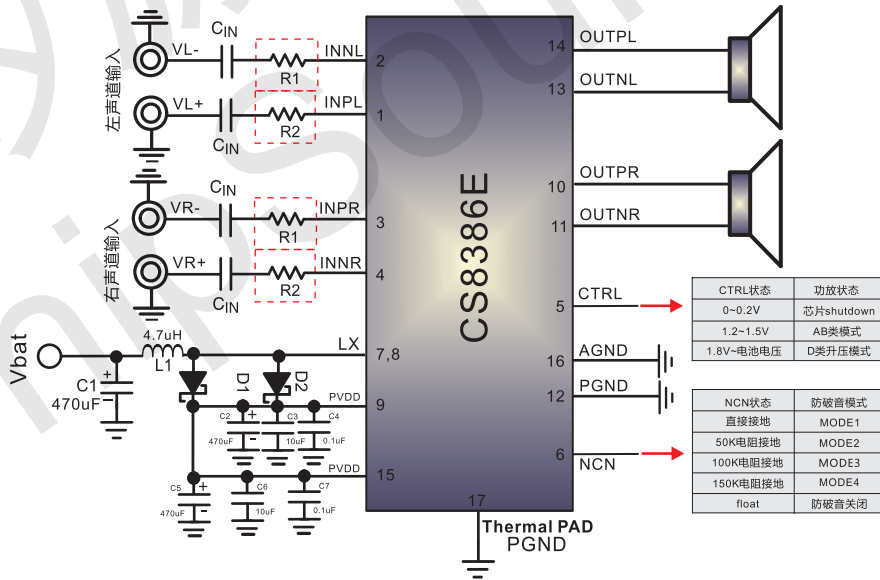 左声道输入
VL-
CIN
R1
INNL
2
VL+
CIN
R2
INPL
1
右声道输入
VR-
CIN
R1
INPR
3
VR+
CIN
R2
INNR
4
Vbat
4.7uH
L1
LX
7,8
C1
+
-
470uF
D1
D2
PVDD
9
C2
+
-
470uF
C3
10uF
C4
0.1uF
PVDD
15
C5
+
-
470uF
C6
10uF
C7
0.1uF
CS8386E
17
Thermal PAD
PGND
14
OUTPL
13
OUTNL
10
OUTPR
11
OUTNR
5
CTRL
16
AGND
12
PGND
6
NCN
CTRL状态 功放状态
0~0.2V 芯片shutdown
1.2~1.5V AB类模式
1.8V~电池电压 D类升压模式
NCN状态 防破音模式
直接接地 MODE1
50K电阻接地 MODE2
100K电阻接地 MODE3
150K电阻接地 MODE4
float 防破音关闭